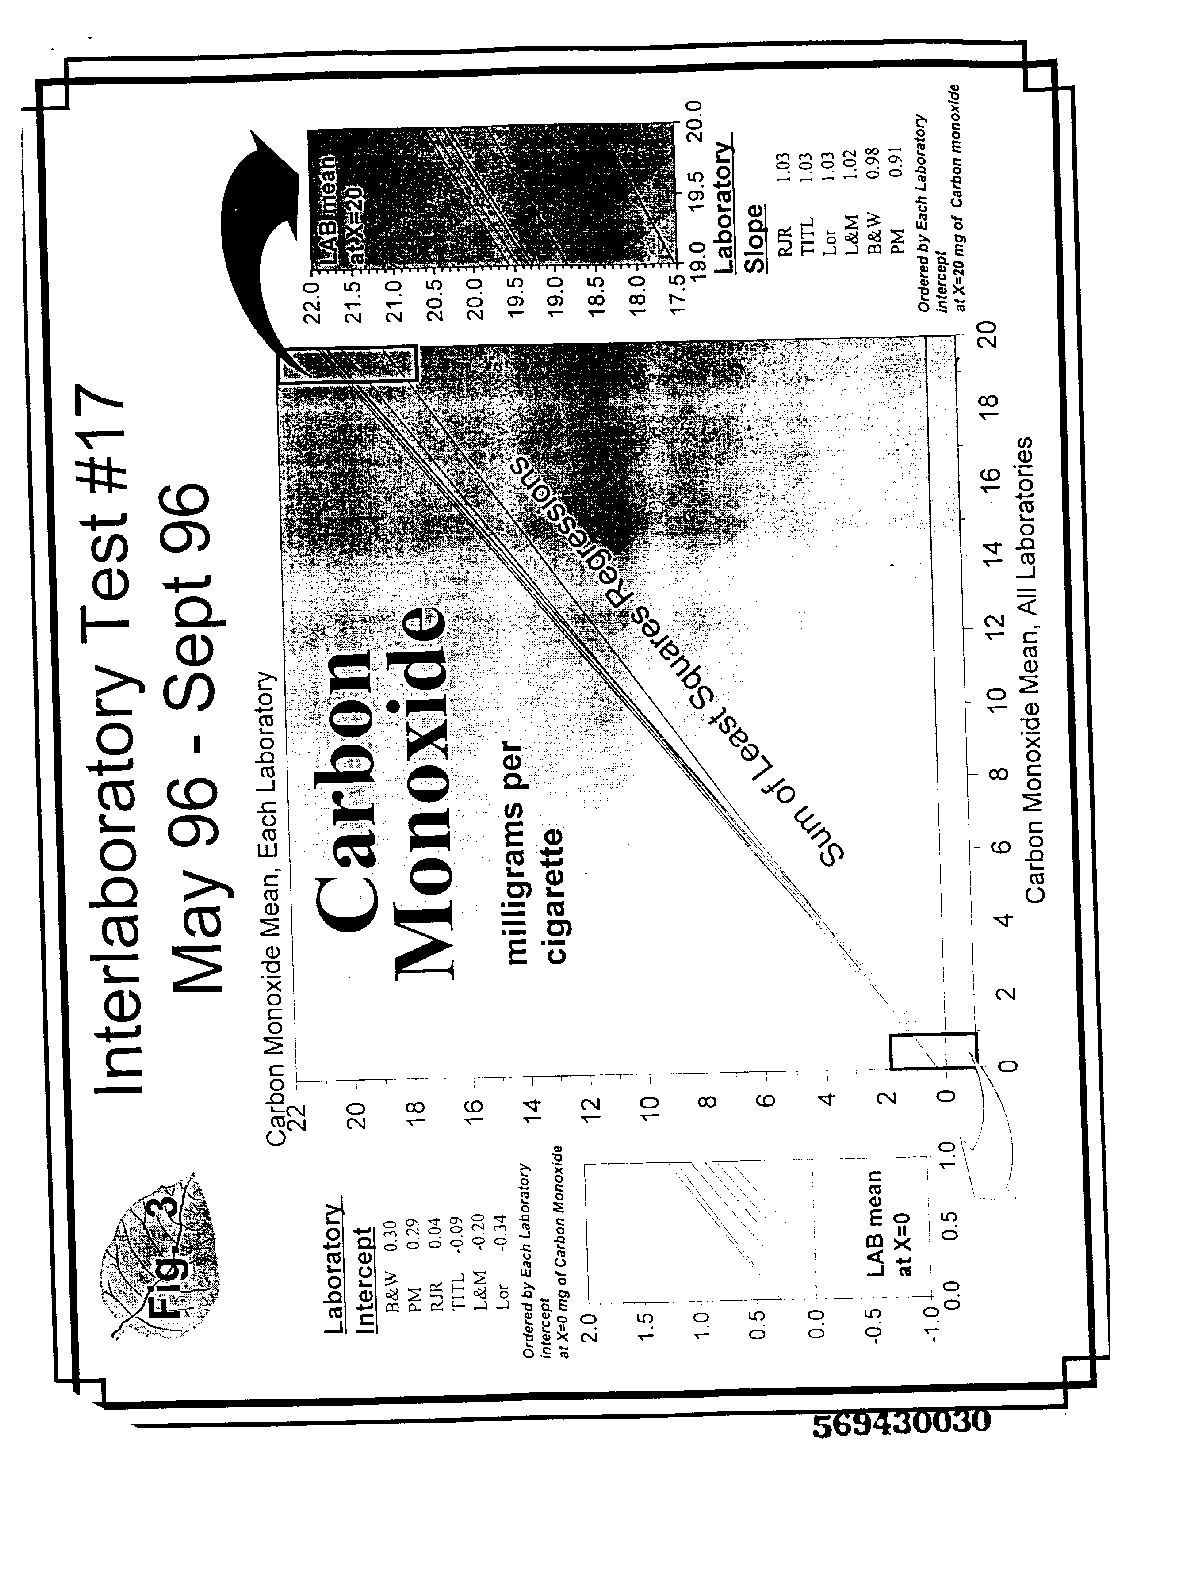 Fig. 3
Interlaboratory Test #17
May 96 - Sept 96
Laboratory
Intercept
B&W 0.30
PM 0.29
RJR 0.04
TITL -0.09
L&M -0.20
Lor -0.34
Ordered by Each Laboratory
intercept
at X=0 mg of Carbon Monoxide
2.0
1.5
1.0
0.5
0.0
-0.5
-1.0
0.0 0.5 1.0
LAB mean
at X=0
Carbon Monoxide Mean, Each Laboratory
22
20
18
16
14
12
10
8
6
4
2
0
Carbon
Monoxide
milligrams per
cigarette
Sum of Least Squares Regressions
0 2 4 6 8 10 12 14 16 18 20
Carbon Monoxide Mean, All Laboratories
LAB mean
at X=20
22.0
21.5
21.0
20.5
20.0
19.5
19.0
18.5
18.0
17.5
19.0 19.5 20.0
Laboratory
Slope
RJR 1.03
TITL 1.03
Lor 1.03
L&M 1.02
B&W 0.98
PM 0.91
Ordered by Each Laboratory
intercept
at X=20 mg of Carbon monoxide
569430030